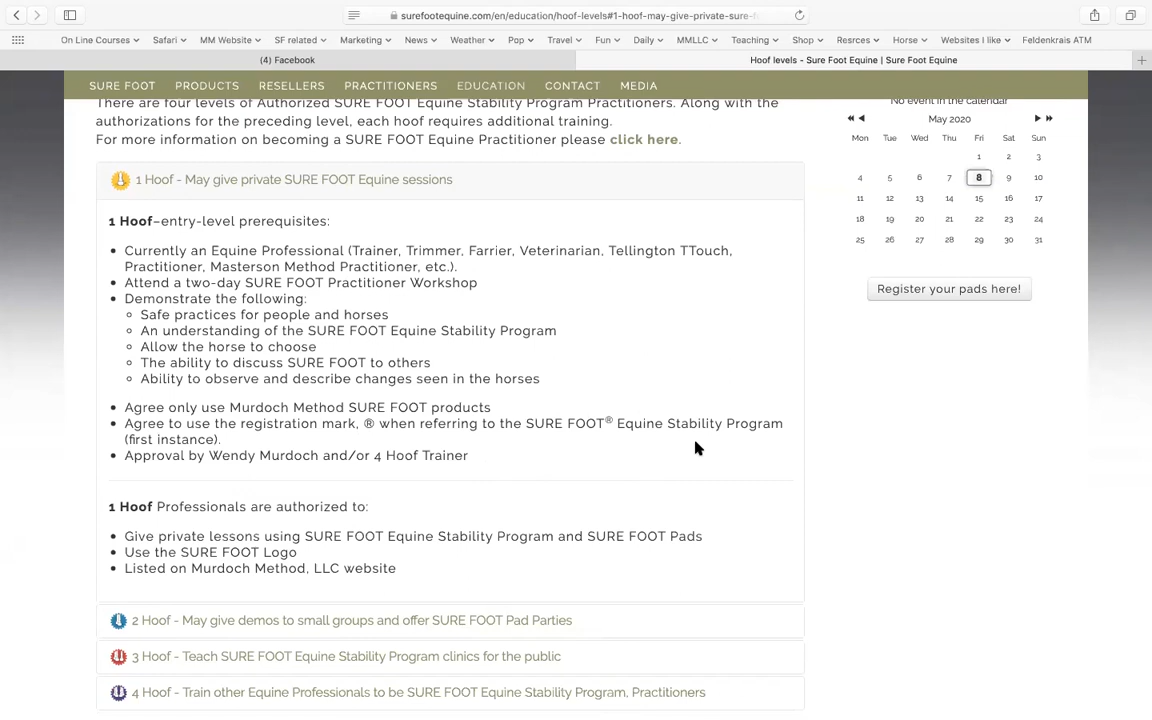 surefootequine.com/en/education/hoof-levels#1-hoof-may-give-private-sure-f
On Line Courses Safari MM Website SF related Marketing News Weather Pop Travel Fun Daily MMLLC Teaching Shop Resrces Horse Websites I like Feldenkrais ATM
(4) Facebook
Hoof levels - Sure Foot Equine | Sure Foot Equine
SURE FOOT PRODUCTS RESELLERS PRACTITIONERS EDUCATION CONTACT MEDIA
There are four levels of Authorized SURE FOOT Equine Stability Program Practitioners. Along with the
authorizations for the preceding level, each hoof requires additional training.
For more information on becoming a SURE FOOT Equine Practitioner please click here.
1 Hoof - May give private SURE FOOT Equine sessions
1 Hoof–entry-level prerequisites:
• Currently an Equine Professional (Trainer, Trimmer, Farrier, Veterinarian, Tellington TTouch,
Practitioner, Masterson Method Practitioner, etc.).
• Attend a two-day SURE FOOT Practitioner Workshop
• Demonstrate the following:
Safe practices for people and horses
An understanding of the SURE FOOT Equine Stability Program
Allow the horse to choose
The ability to discuss SURE FOOT to others
Ability to observe and describe changes seen in the horses
• Agree only use Murdoch Method SURE FOOT products
• Agree to use the registration mark, ® when referring to the SURE FOOT® Equine Stability Program
(first instance).
• Approval by Wendy Murdoch and/or 4 Hoof Trainer
1 Hoof Professionals are authorized to:
• Give private lessons using SURE FOOT Equine Stability Program and SURE FOOT Pads
• Use the SURE FOOT Logo
• Listed on Murdoch Method, LLC website
2 Hoof - May give demos to small groups and offer SURE FOOT Pad Parties
3 Hoof - Teach SURE FOOT Equine Stability Program clinics for the public
4 Hoof - Train other Equine Professionals to be SURE FOOT Equine Stability Program, Practitioners
No event in the calendar
May 2020
Mon Tue Wed Thu Fri Sat Sun
1 2 3
4 5 6 7 8 9 10
11 12 13 14 15 16 17
18 19 20 21 22 23 24
25 26 27 28 29 30 31
Register your pads here!